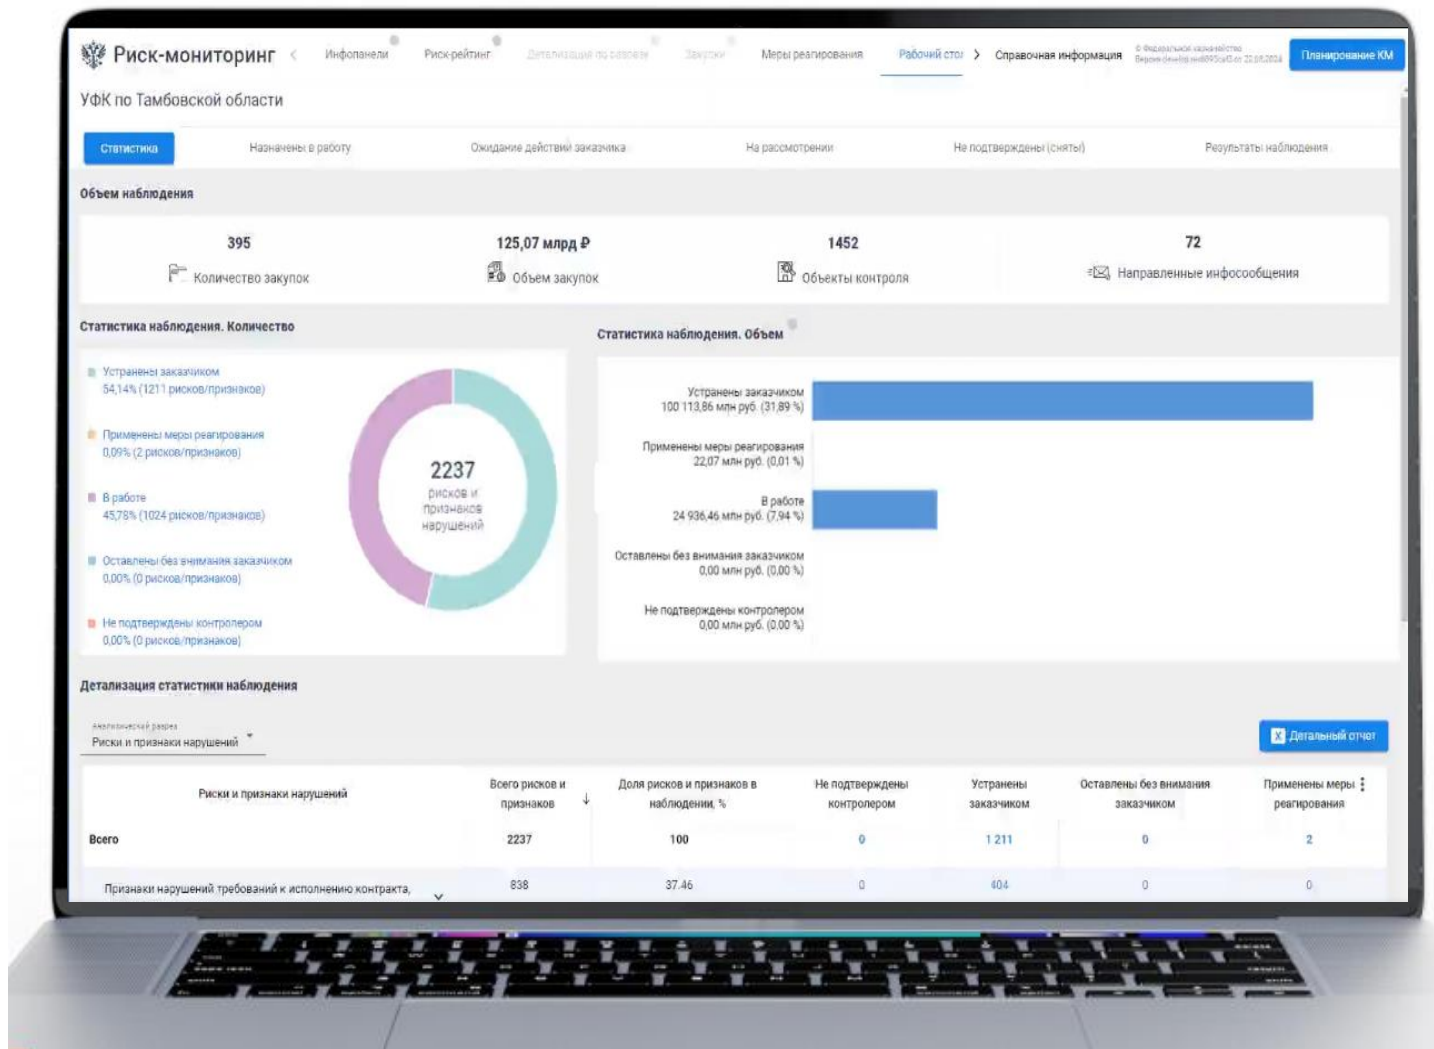 Риск-мониторинг
Инфопанели
Риск-рейтинг
Закупки
Меры реагирования
Рабочий стол
Справочная информация
© Федеральное казначейство
Планирование КМ
УФК по Тамбовской области
Статистика
Назначены в работу
Ожидание действий заказчика
На рассмотрении
Не подтверждены (сняты)
Результаты наблюдения
Объем наблюдения
395
Количество закупок
125,07 млрд ₽
Объем закупок
1452
Объекты контроля
72
Направленные инфосообщения
Статистика наблюдения. Количество
Устранены заказчиком
54,14% (1211 рисков/признаков)
Применены меры реагирования
0,09% (2 рисков/признаков)
В работе
45,78% (1024 рисков/признаков)
Оставлены без внимания заказчиком
0,00% (0 рисков/признаков)
Не подтверждены контролером
0,00% (0 рисков/признаков)
2237
рисков и
признаков
нарушений
Статистика наблюдения. Объем
Устранены заказчиком
100 113,86 млн руб. (31,89 %)
Применены меры реагирования
22,07 млн руб. (0,01 %)
В работе
24 936,46 млн руб. (7,94 %)
Оставлены без внимания заказчиком
0,00 млн руб. (0,00 %)
Не подтверждены контролером
0,00 млн руб. (0,00 %)
Детализация статистики наблюдения
Аналитический разрез
Риски и признаки нарушений
Детальный отчет
Риски и признаки нарушений
Всего рисков и
признаков
Доля рисков и признаков в
наблюдении, %
Не подтверждены
контролером
Устранены
заказчиком
Оставлены без внимания
заказчиком
Применены меры
реагирования
Всего 2237 100 0 1 211 0 2
Признаки нарушений требований к исполнению контракта, 838 37.46 0 404 0 0